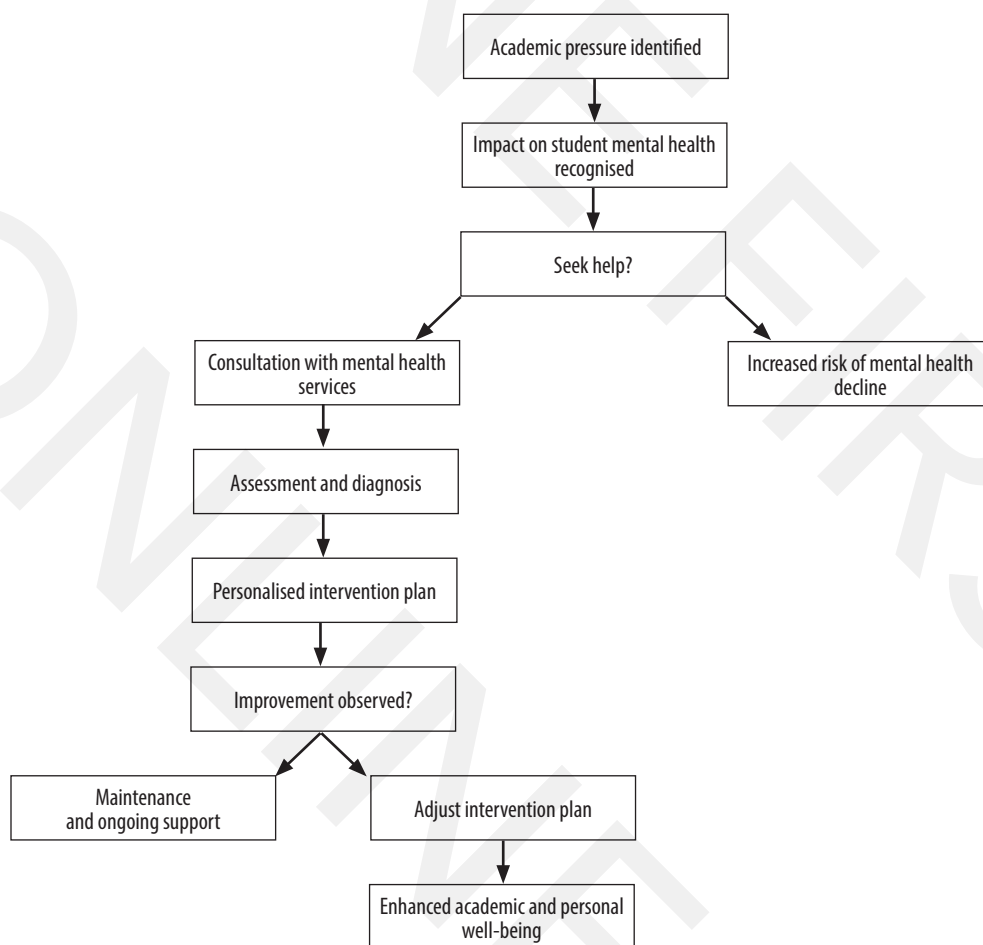 Academic pressure identified
Impact on student mental health
recognised
Seek help?
Consultation with mental health
services
Increased risk of mental health
decline
Assessment and diagnosis
Personalised intervention plan
Improvement observed?
Maintenance
and ongoing support
Adjust intervention plan
Enhanced academic and personal
well-being
ONLINE FIRS